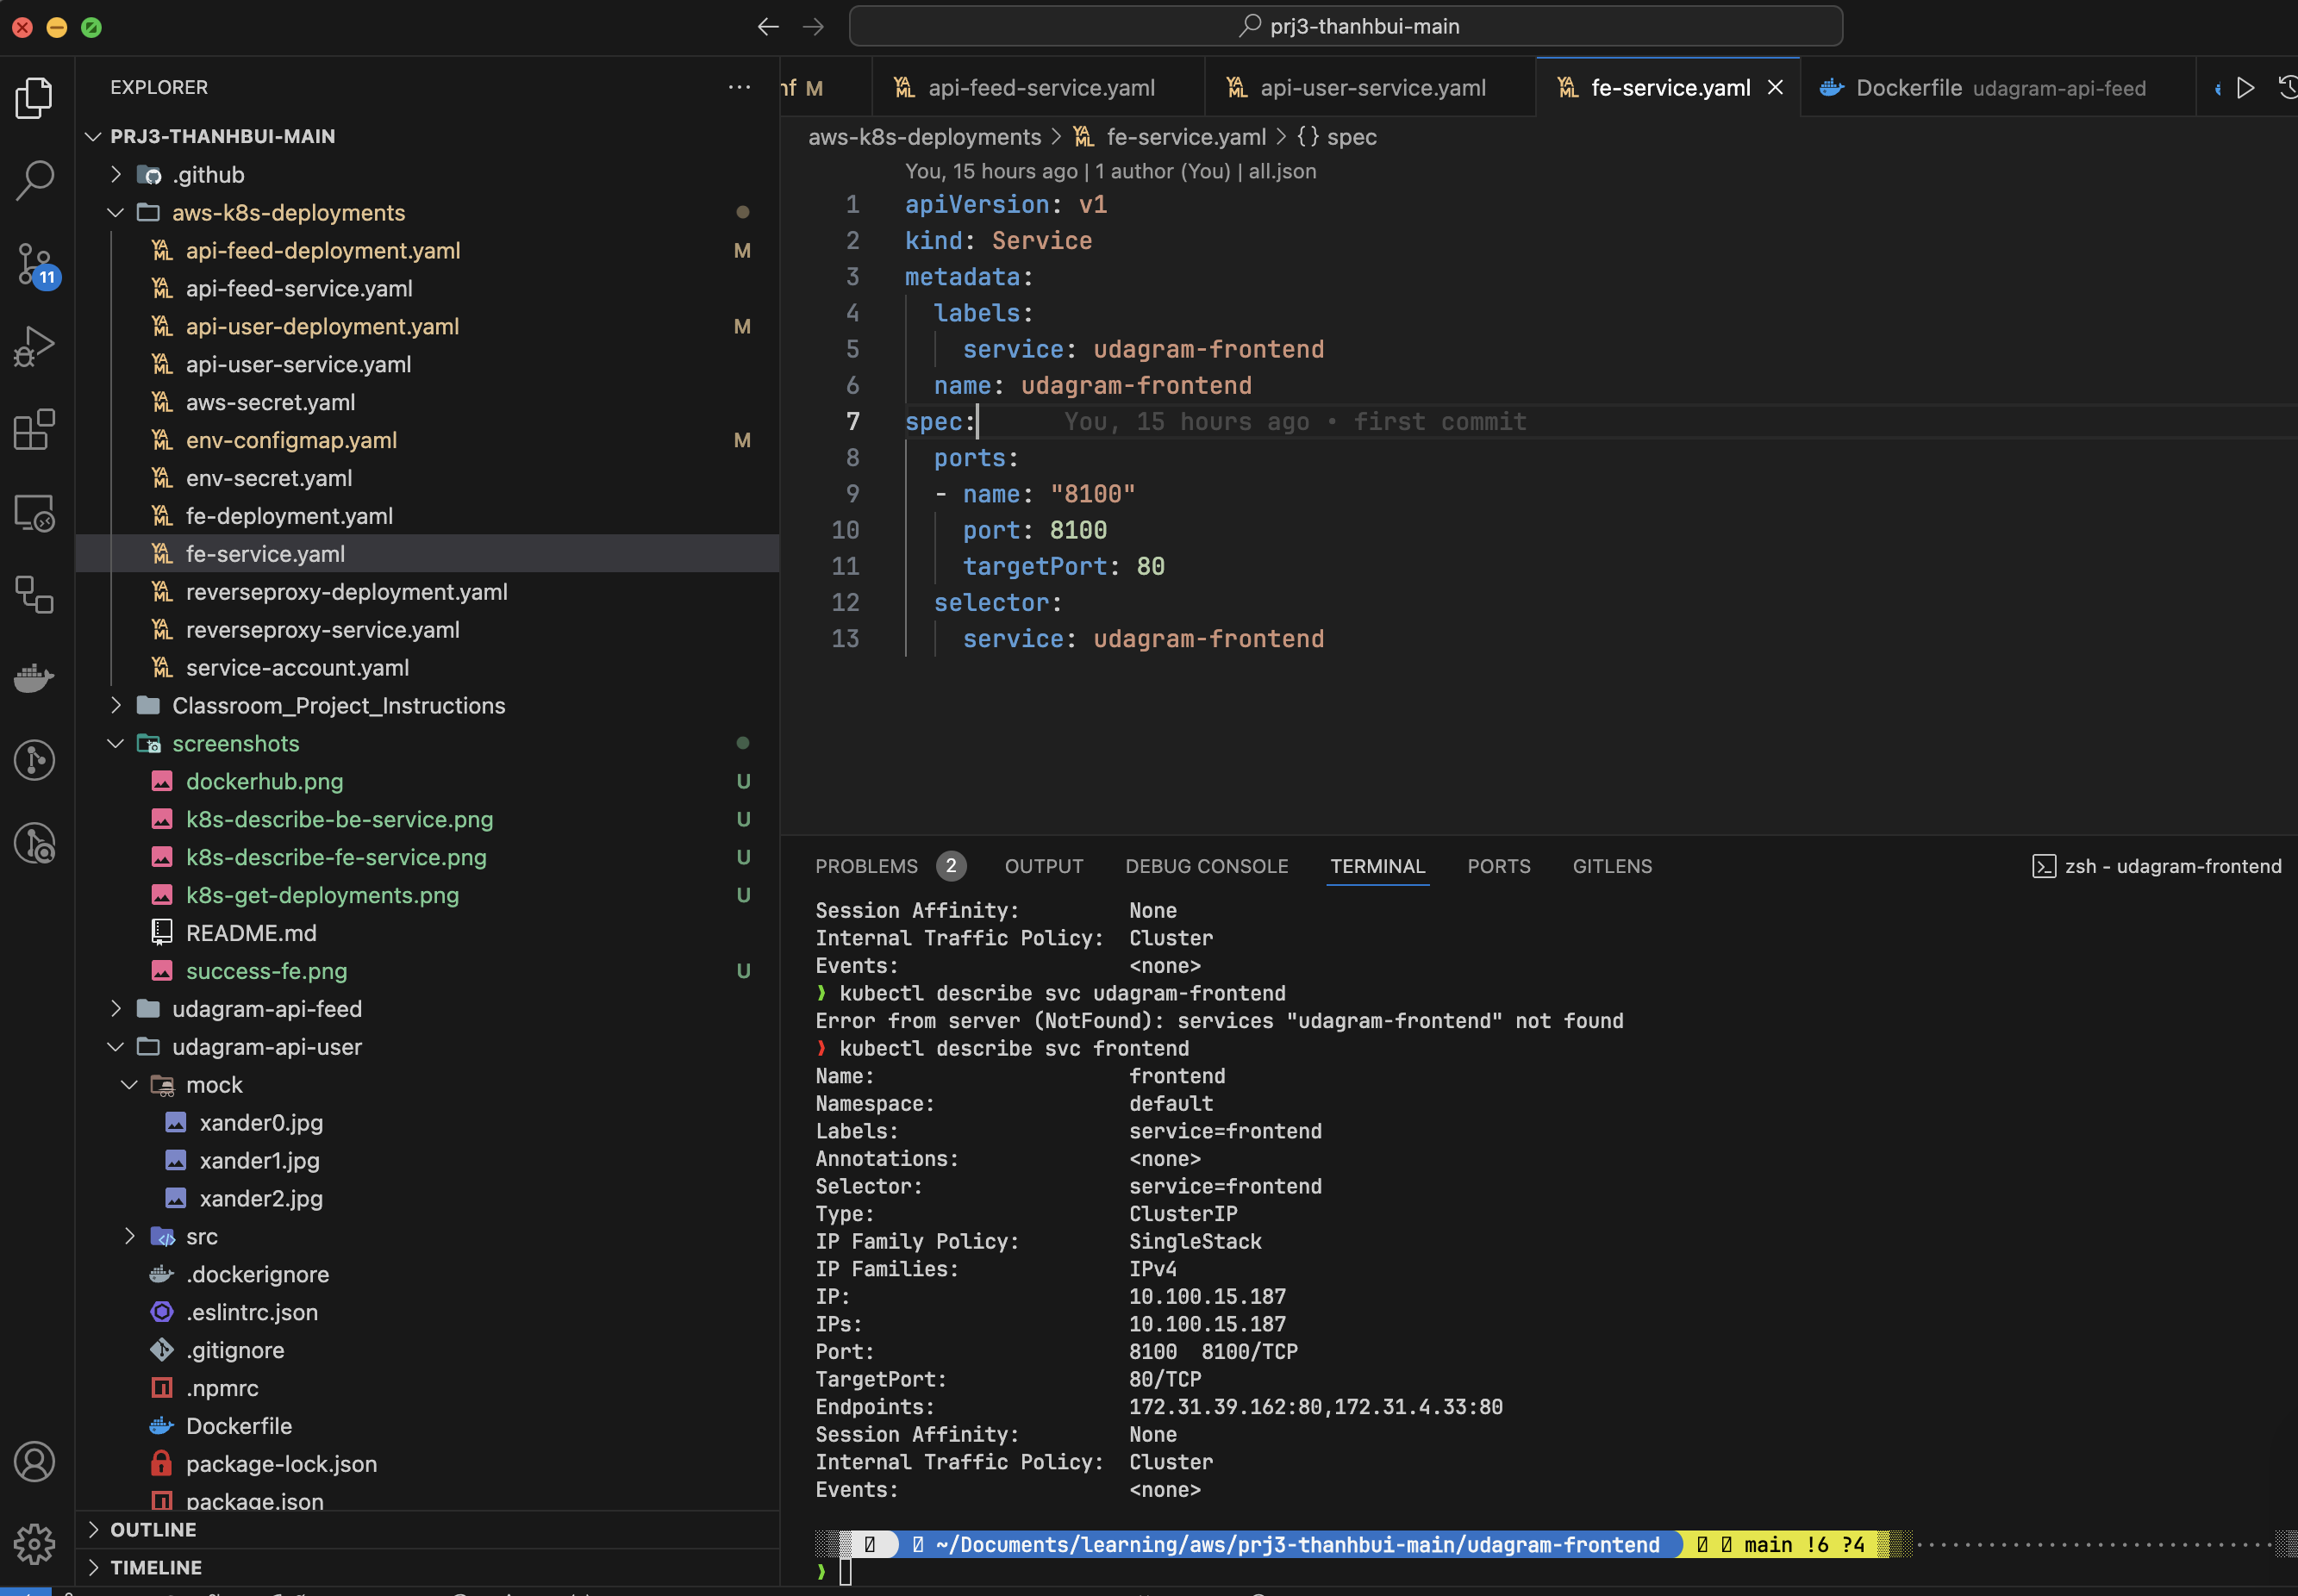 prj3-thanhbui-main
EXPLORER
PRJ3-THANHBUI-MAIN
.github
aws-k8s-deployments
api-feed-deployment.yaml M
api-feed-service.yaml
api-user-deployment.yaml M
api-user-service.yaml
aws-secret.yaml
env-configmap.yaml M
env-secret.yaml
fe-deployment.yaml
fe-service.yaml
reverseproxy-deployment.yaml
reverseproxy-service.yaml
service-account.yaml
Classroom_Project_Instructions
screenshots
dockerhub.png U
k8s-describe-be-service.png U
k8s-describe-fe-service.png U
k8s-get-deployments.png U
README.md
success-fe.png U
udagram-api-feed
udagram-api-user
mock
xander0.jpg
xander1.jpg
xander2.jpg
src
.dockerignore
.eslintrc.json
.gitignore
.npmrc
Dockerfile
package-lock.json
package.json
OUTLINE
TIMELINE
11
nf M api-feed-service.yaml api-user-service.yaml fe-service.yaml Dockerfile udagram-api-feed
aws-k8s-deployments > fe-service.yaml > {} spec
You, 15 hours ago | 1 author (You) | all.json
1 apiVersion: v1
2 kind: Service
3 metadata:
4 labels:
5 service: udagram-frontend
6 name: udagram-frontend
7 spec: You, 15 hours ago • first commit
8 ports:
9 - name: "8100"
10 port: 8100
11 targetPort: 80
12 selector:
13 service: udagram-frontend
PROBLEMS 2 OUTPUT DEBUG CONSOLE TERMINAL PORTS GITLENS zsh - udagram-frontend
Session Affinity: None
Internal Traffic Policy: Cluster
Events: <none>
❯ kubectl describe svc udagram-frontend
Error from server (NotFound): services "udagram-frontend" not found
❯ kubectl describe svc frontend
Name: frontend
Namespace: default
Labels: service=frontend
Annotations: <none>
Selector: service=frontend
Type: ClusterIP
IP Family Policy: SingleStack
IP Families: IPv4
IP: 10.100.15.187
IPs: 10.100.15.187
Port: 8100 8100/TCP
TargetPort: 80/TCP
Endpoints: 172.31.39.162:80,172.31.4.33:80
Session Affinity: None
Internal Traffic Policy: Cluster
Events: <none>
~/Documents/learning/aws/prj3-thanhbui-main/udagram-frontend main !6 ?4
❯